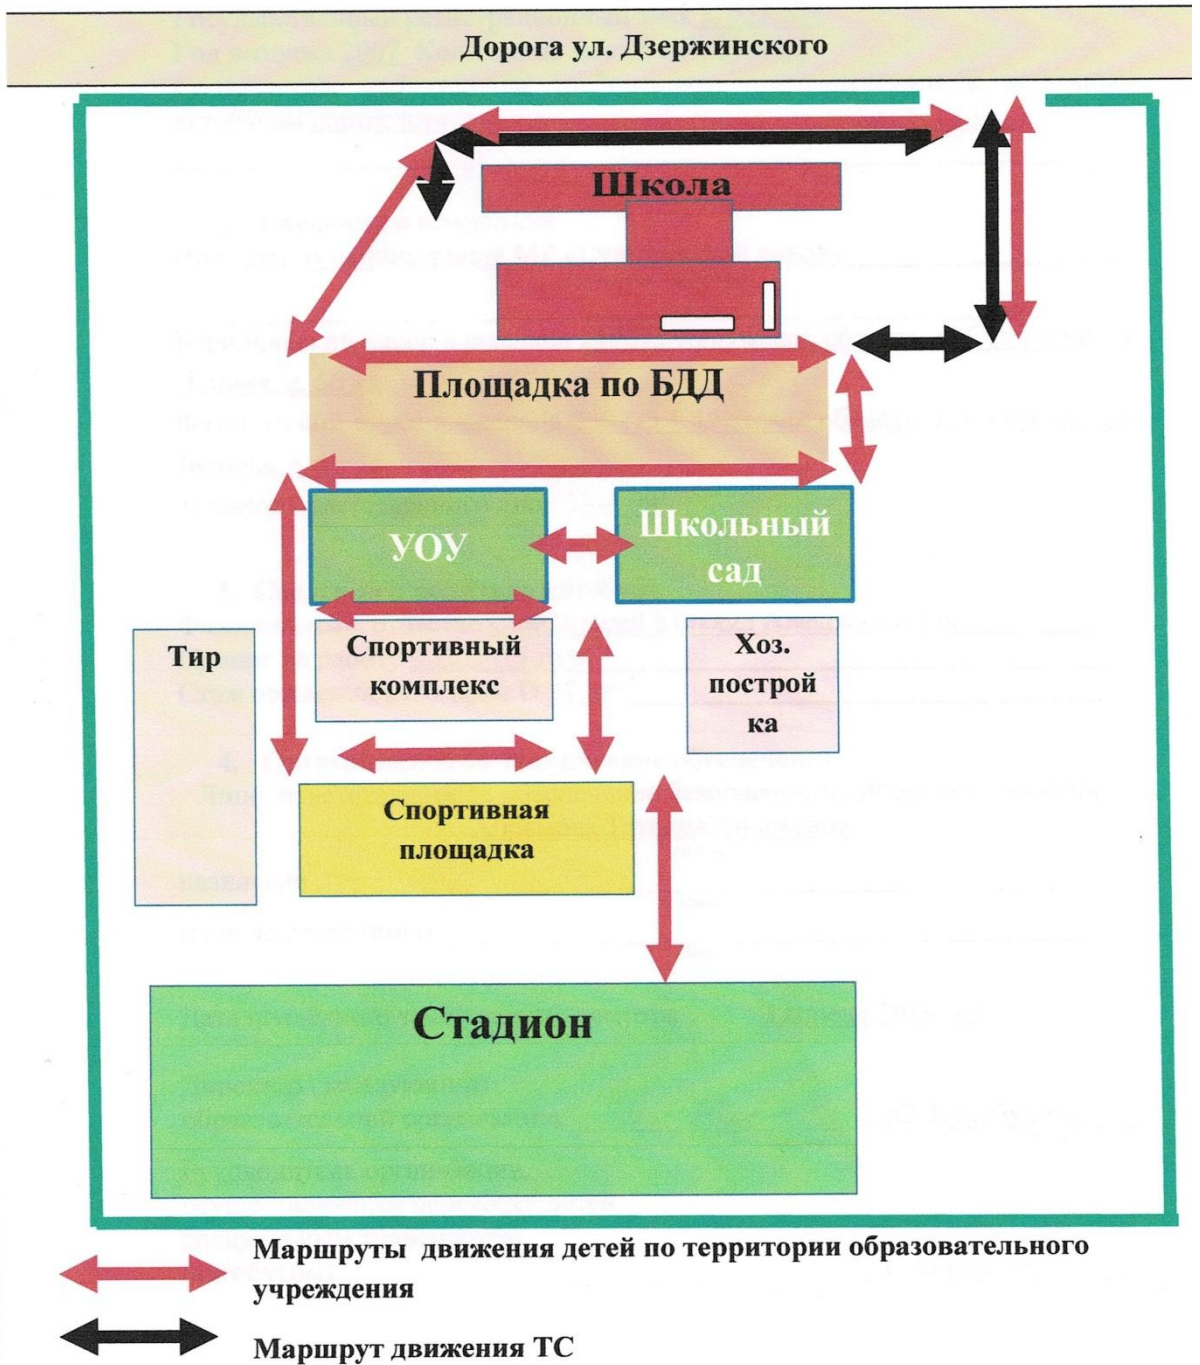 Дорога ул. Дзержинского
Школа
Площадка по БДД
УОУ
Школьный
сад
Тир
Спортивный
комплекс
Хоз.
построй
ка
Спортивная
площадка
Стадион
Маршруты движения детей по территории образовательного
учреждения
Маршрут движения ТС